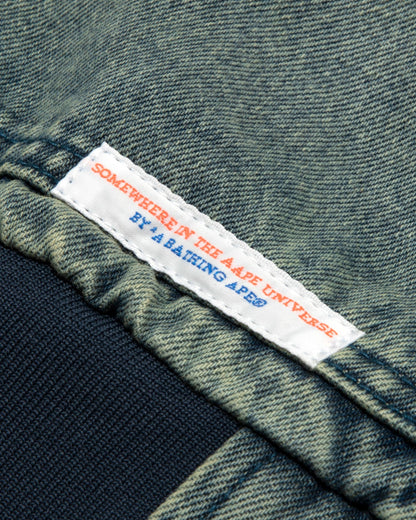 SOMEWHERE IN THE AAPE UNIVERSE
BY *A BATHING APE®